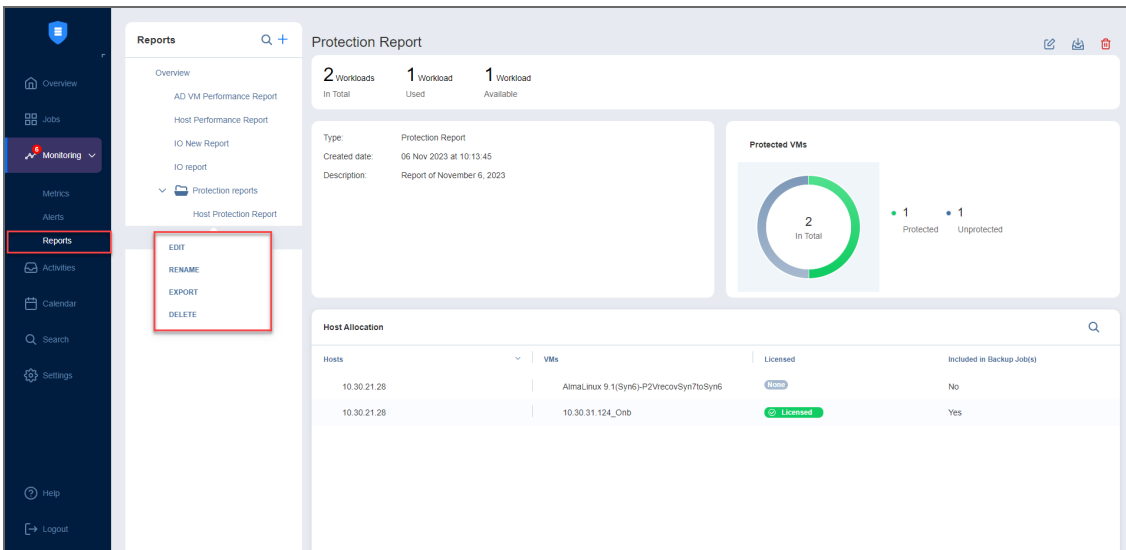 Overview
Jobs
6
Monitoring
Metrics
Alerts
Reports
Activities
Calendar
Search
Settings
Help
Logout
Reports
Overview
AD VM Performance Report
Host Performance Report
IO New Report
IO report
Protection reports
Host Protection Report
EDIT
RENAME
EXPORT
DELETE
Protection Report
2 Workloads 1 Workload 1 Workload
In Total Used Available
Type: Protection Report
Created date: 06 Nov 2023 at 10:13:45
Description: Report of November 6, 2023
Protected VMs
2
In Total
1 1
Protected Unprotected
Host Allocation
Hosts VMs Licensed Included in Backup Job(s)
10.30.21.28 AlmaLinux 9.1(Syn6)-P2VrecovSyn7toSyn6 None No
10.30.21.28 10.30.31.124_Onb Licensed Yes